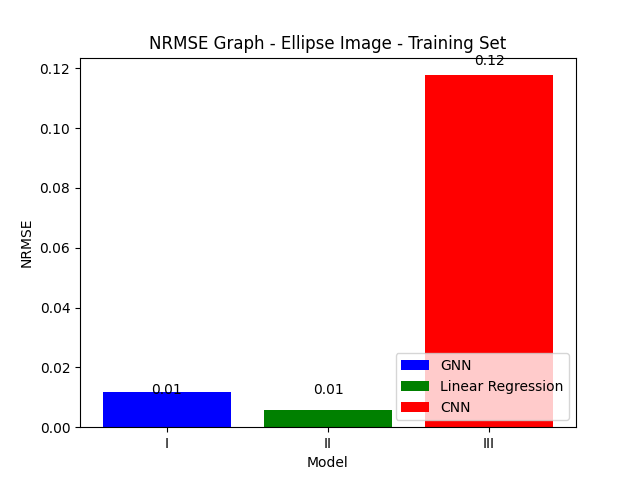 NRMSE Graph - Ellipse Image - Training Set
0.12
0.12
0.10
0.08
NRMSE
0.06
0.04
0.02
0.01
0.01
GNN
Linear Regression
CNN
0.00
I
II
III
Model